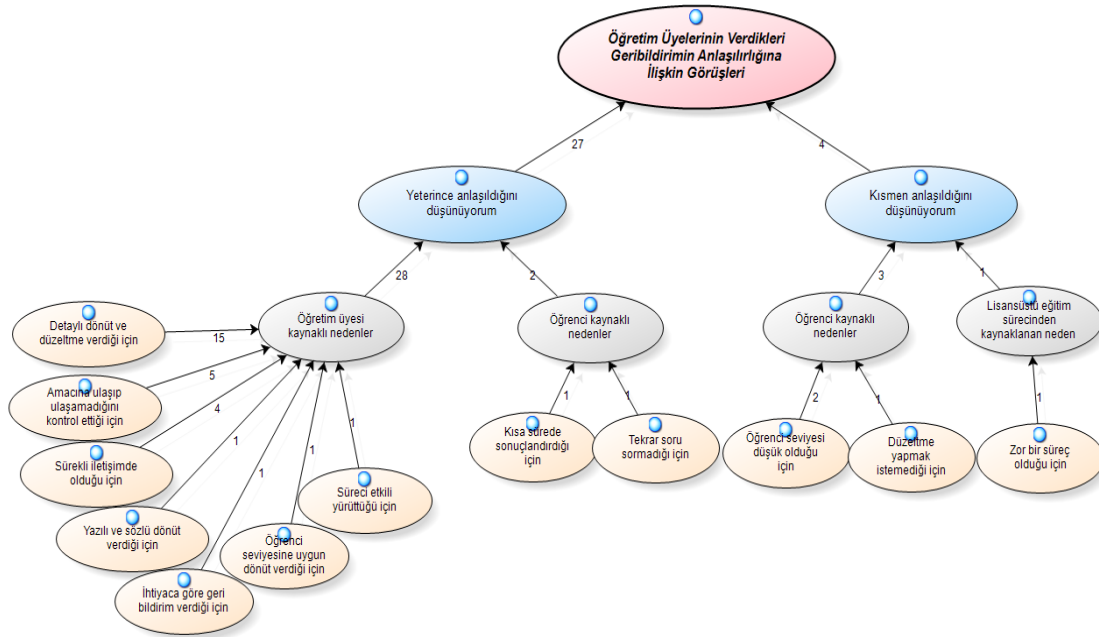 Öğretim Üyelerinin Verdikleri
Geribildirimin Anlaşılırlığına
İlişkin Görüşleri
27
4
Yeterince anlaşıldığını
düşünüyorum
Kısmen anlaşıldığını
düşünüyorum
28
2
3
1
Öğretim üyesi
kaynaklı nedenler
Öğrenci kaynaklı
nedenler
Öğrenci kaynaklı
nedenler
Lisansüstü eğitim
sürecinden
kaynaklanan neden
Detaylı dönüt ve
düzeltme verdiği için
15
5
4
1
1
1
1
1
1
2
1
1
Amacına ulaşıp
ulaşamadığını
kontrol ettiği için
Sürekli iletişimde
olduğu için
Yazılı ve sözlü dönüt
verdiği için
İhtiyaca göre geri
bildirim verdiği için
Öğrenci
seviyesine uygun
dönüt verdiği için
Süreci etkili
yürüttüğü için
Kısa sürede
sonuçlandırdığı
için
Tekrar soru
sormadığı için
Öğrenci seviyesi
düşük olduğu
için
Düzeltme
yapmak
istemediği için
Zor bir süreç
olduğu için